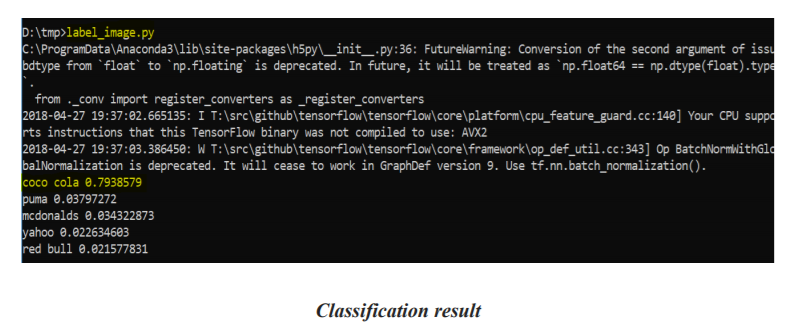 D:\tmp>label_image.py
C:\ProgramData\Anaconda3\lib\site-packages\h5py\__init__.py:36: FutureWarning: Conversion of the second argument of issu
bdtype from `float` to `np.floating` is deprecated. In future, it will be treated as `np.float64 == np.dtype(float).type
`.
from ._conv import register_converters as _register_converters
2018-04-27 19:37:02.665135: I T:\src\github\tensorflow\tensorflow\core\platform\cpu_feature_guard.cc:140] Your CPU suppo
rts instructions that this TensorFlow binary was not compiled to use: AVX2
2018-04-27 19:37:03.386450: W T:\src\github\tensorflow\tensorflow\core\framework\op_def_util.cc:343] Op BatchNormWithGlo
balNormalization is deprecated. It will cease to work in GraphDef version 9. Use tf.nn.batch_normalization().
coco cola 0.7938579
puma 0.03797272
mcdonalds 0.034322873
yahoo 0.022634603
red bull 0.021577831
Classification result